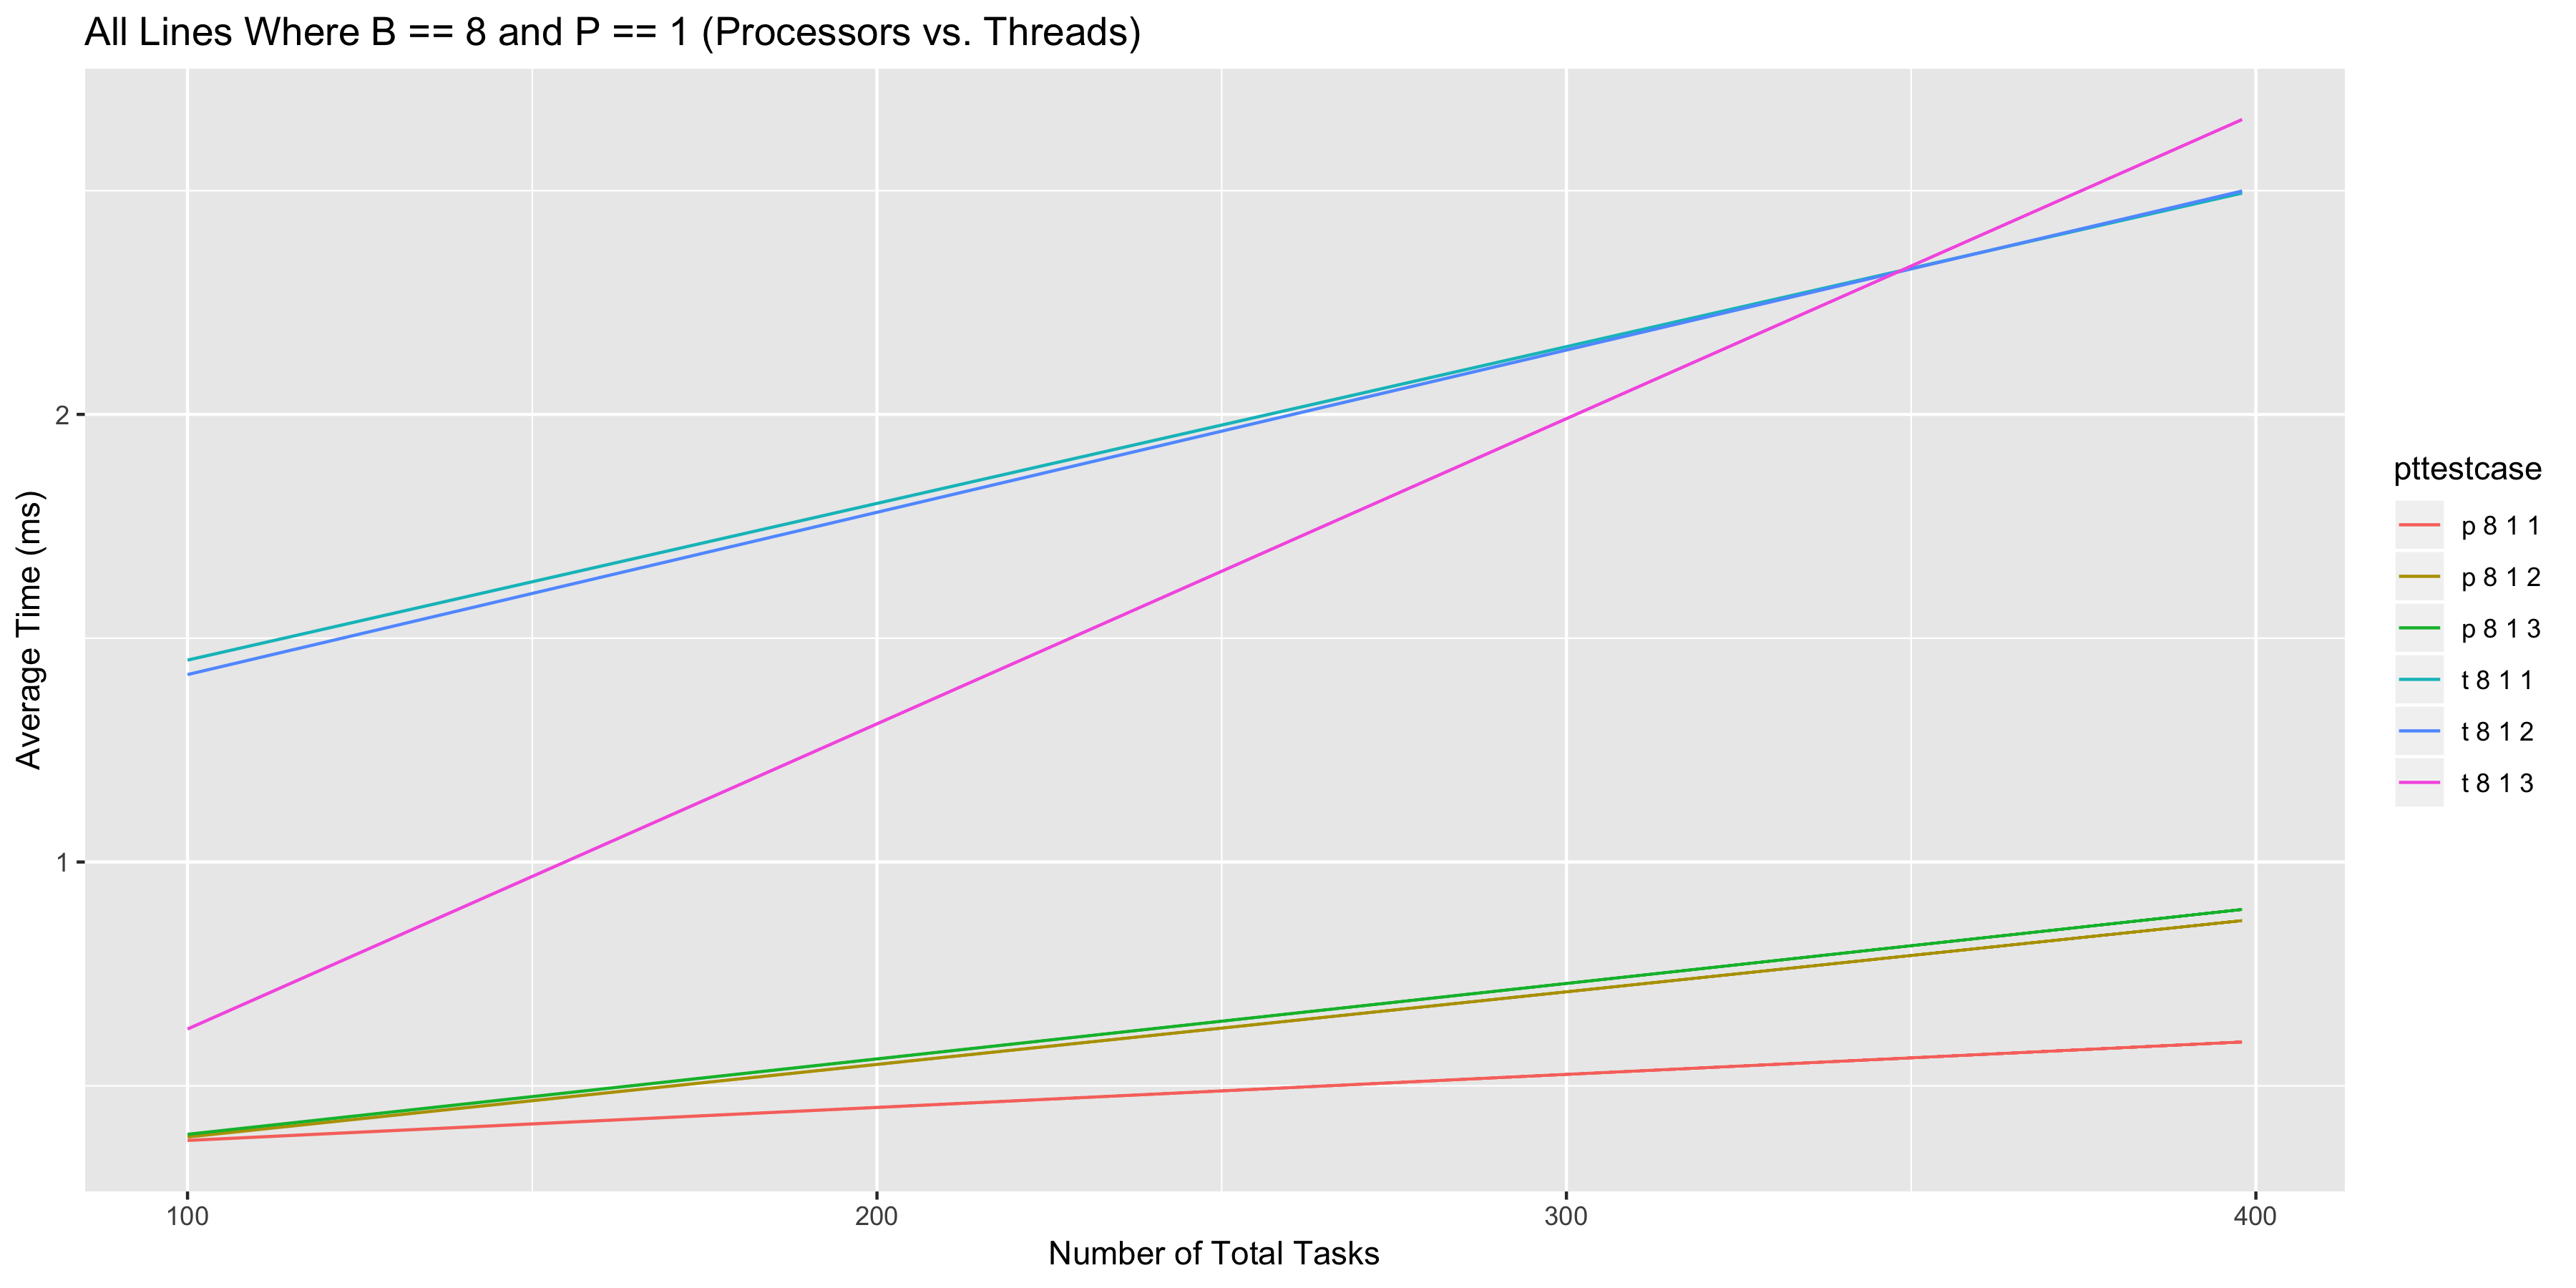 All Lines Where B == 8 and P == 1 (Processors vs. Threads)
Average Time (ms)
2
1
100 200 300 400
Number of Total Tasks
pttestcase
p 8 1 1
p 8 1 2
p 8 1 3
t 8 1 1
t 8 1 2
t 8 1 3